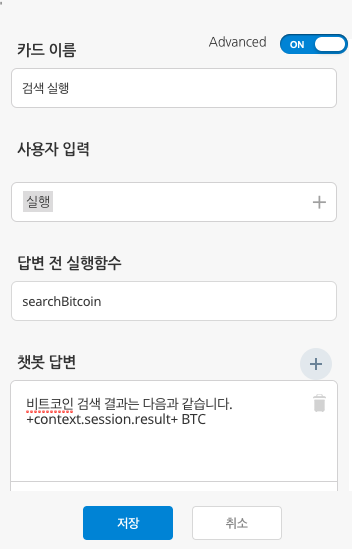 카드 이름
Advanced
ON
검색 실행
사용자 입력
실행
답변 전 실행함수
searchBitcoin
챗봇 답변
비트코인 검색 결과는 다음과 같습니다.
+context.session.result+ BTC
저장
취소